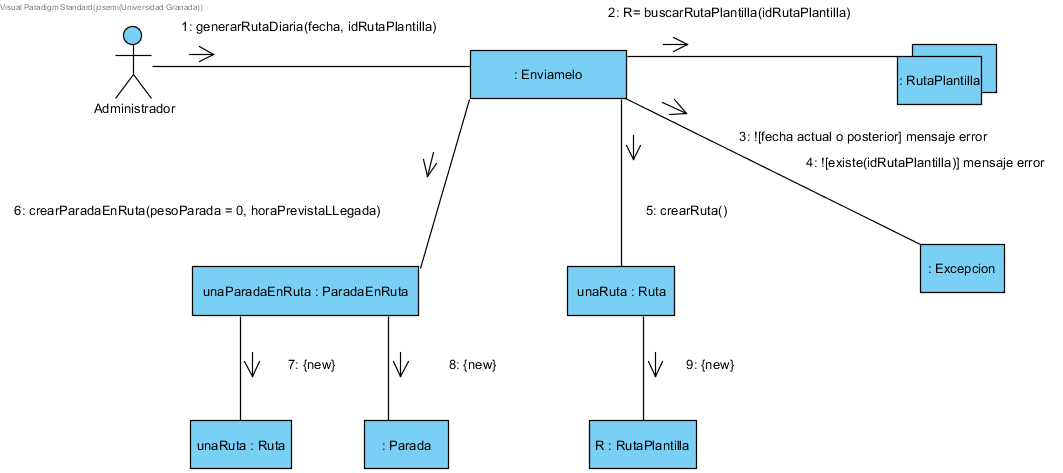 Visual Paradigm Standard(josemi(Universidad Granada))
1: generarRutaDiaria(fecha, idRutaPlantilla)
2: R= buscarRutaPlantilla(idRutaPlantilla)
: Enviamelo
: RutaPlantilla
Administrador
3: ![fecha actual o posterior] mensaje error
4: ![existe(idRutaPlantilla)] mensaje error
6: crearParadaEnRuta(pesoParada = 0, horaPrevistaLLegada)
5: crearRuta()
: Excepcion
unaParadaEnRuta : ParadaEnRuta
unaRuta : Ruta
7: {new}
8: {new}
9: {new}
unaRuta : Ruta
: Parada
R : RutaPlantilla